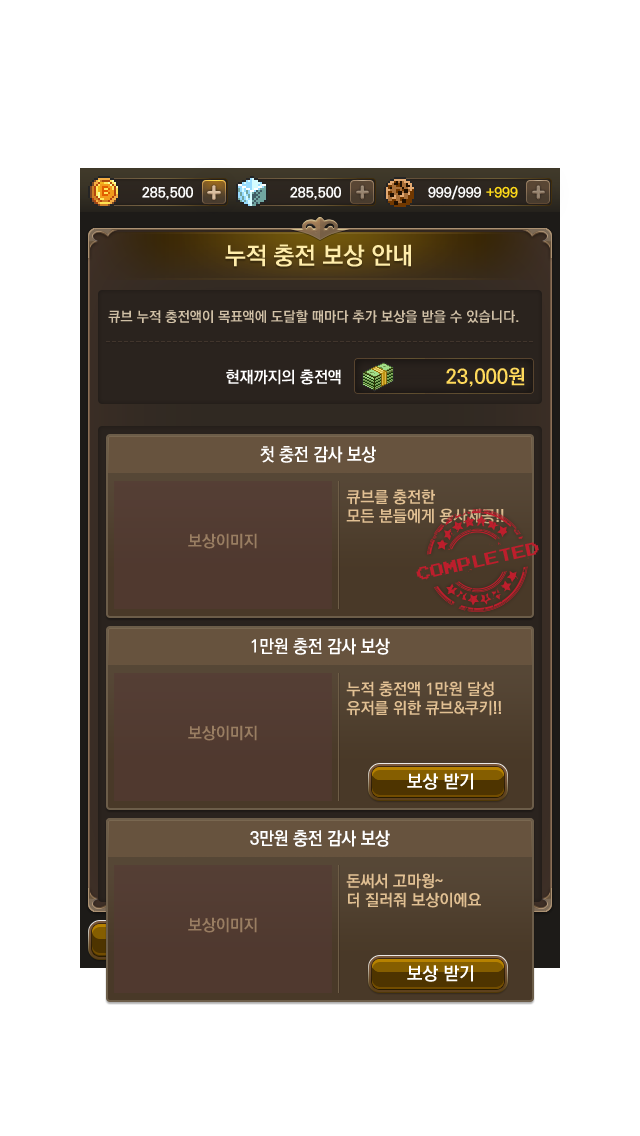 285,500 285,500 999/999 +999
누적 충전 보상 안내
큐브 누적 충전액이 목표액에 도달할 때마다 추가 보상을 받을 수 있습니다.
현재까지의 충전액 23,000원
첫 충전 감사 보상
보상이미지
큐브를 충전한
모든 분들에게 용사제공!!
COMPLETED
1만원 충전 감사 보상
보상이미지
누적 충전액 1만원 달성
유저를 위한 큐브&쿠키!!
보상 받기
3만원 충전 감사 보상
보상이미지
돈써서 고마웡~
더 질러줘 보상이에요
보상 받기